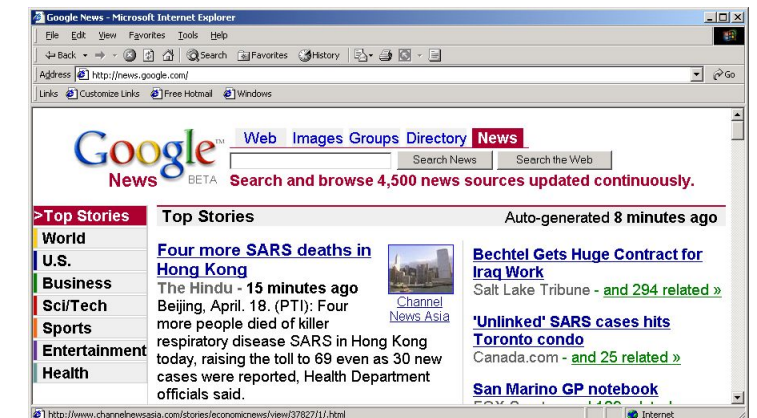 Google News - Microsoft Internet Explorer
File Edit View Favorites Tools Help
Back Search Favorites History
Address http://news.google.com/ Go
Links Customize Links Free Hotmail Windows
Google™
News BETA
Web Images Groups Directory News
Search News Search the Web
Search and browse 4,500 news sources updated continuously.
>Top Stories
World
U.S.
Business
Sci/Tech
Sports
Entertainment
Health
Top Stories
Auto-generated 8 minutes ago
Four more SARS deaths in
Hong Kong
The Hindu - 15 minutes ago
Beijing, April. 18. (PTI): Four
more people died of killer
respiratory disease SARS in Hong Kong
today, raising the toll to 69 even as 30 new
cases were reported, Health Department
officials said.
Channel
News Asia
Bechtel Gets Huge Contract for
Iraq Work
Salt Lake Tribune - and 294 related »
'Unlinked' SARS cases hits
Toronto condo
Canada.com - and 25 related »
San Marino GP notebook
http://www.channelnewsasia.com/stories/economicnews/view/37827/1/.html
Internet